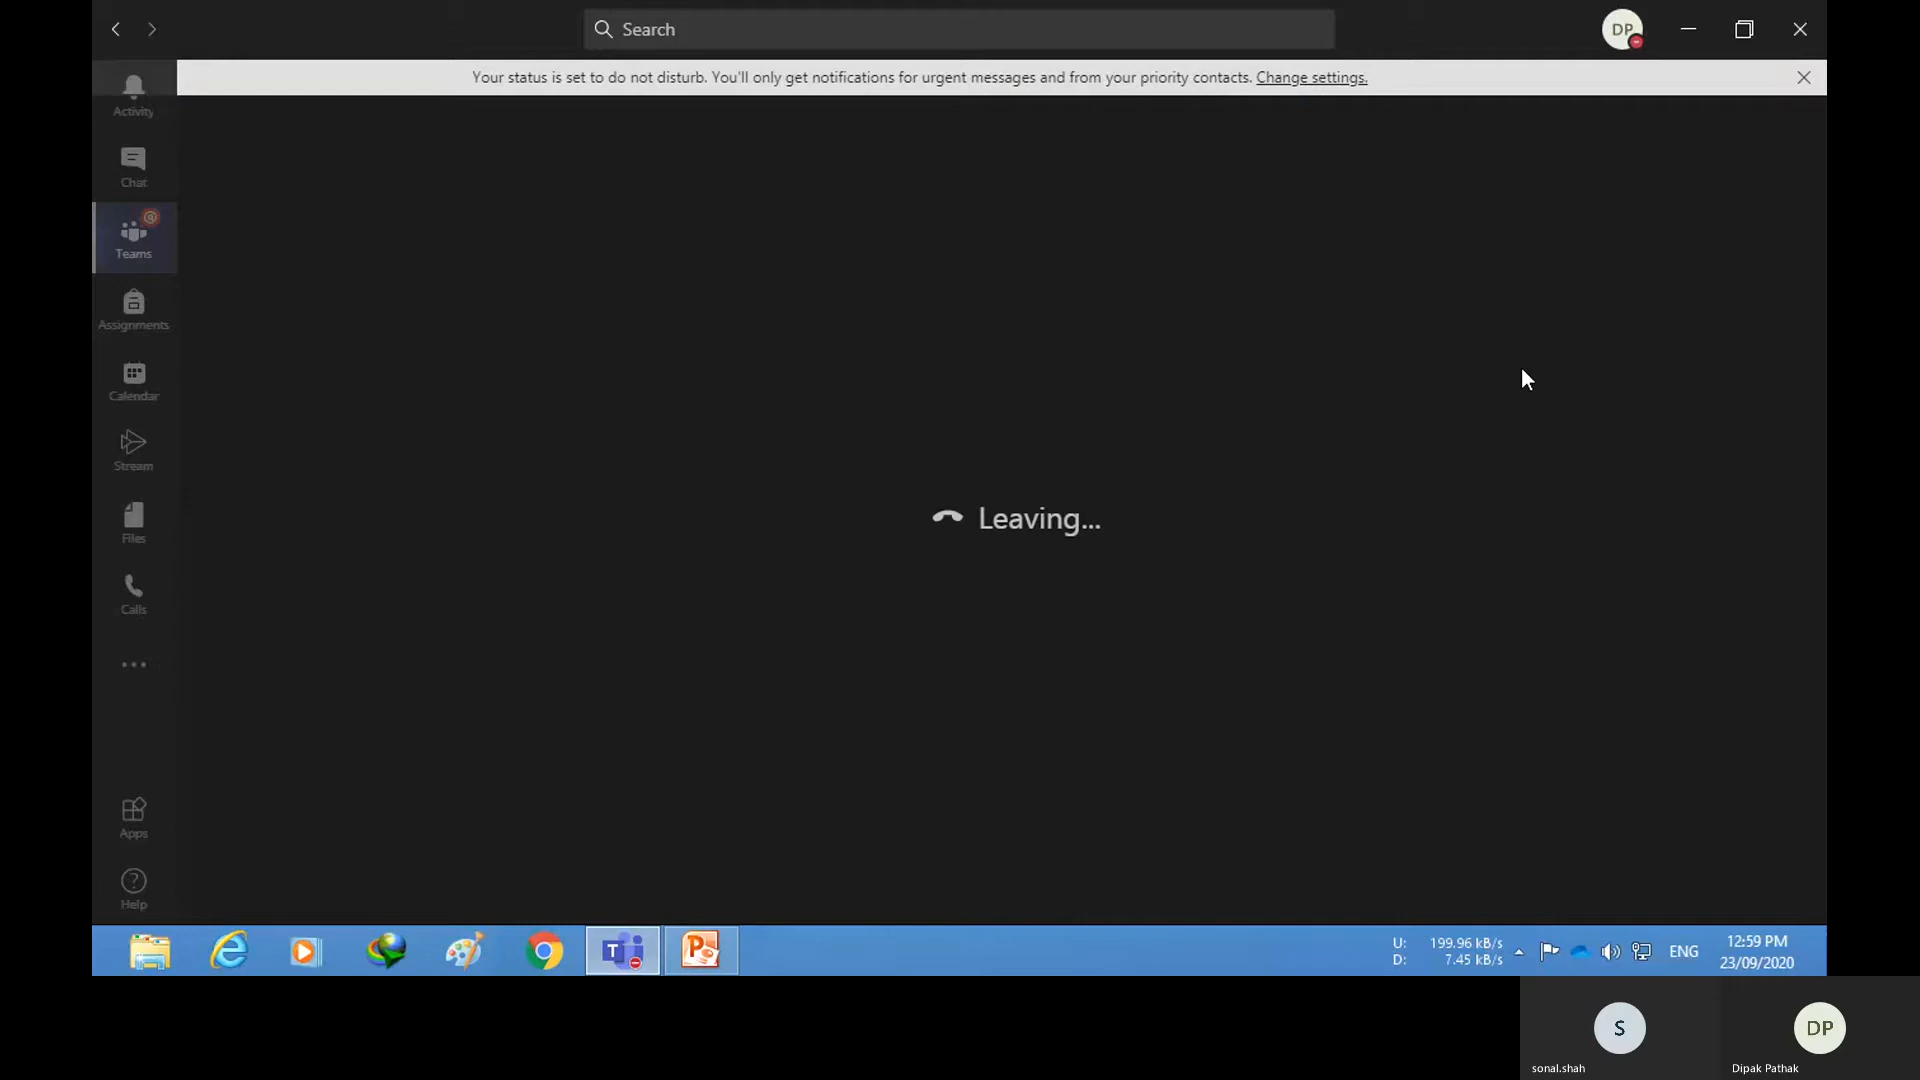 Search
DP
Your status is set to do not disturb. You'll only get notifications for urgent messages and from your priority contacts. Change settings.
Activity
Chat
Teams
Assignments
Calendar
Stream
Files
Calls
Apps
Help
Leaving...
T
P
U: 199.96 kB/s
D: 7.45 kB/s
ENG
12:59 PM
23/09/2020
S
DP
sonal.shah
Dipak Pathak